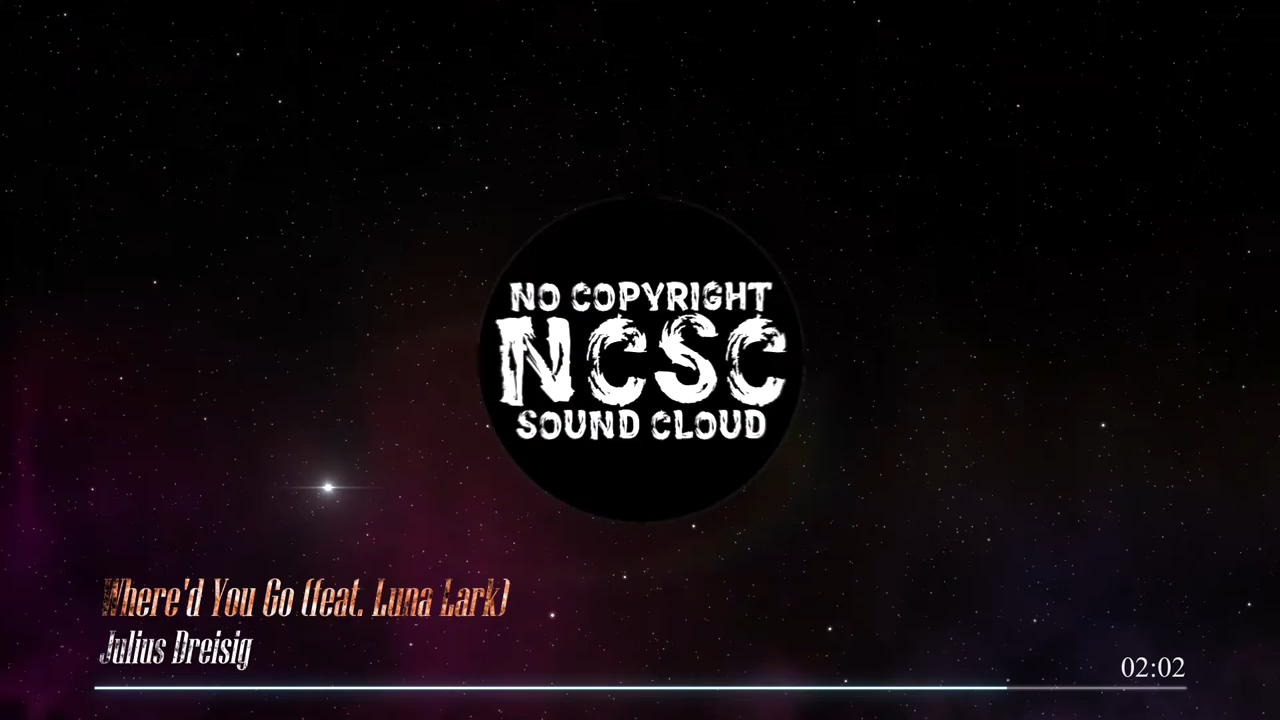 NO COPYRIGHT
NCSC
SOUND CLOUD
Where'd You Go (feat. Luna Lark)
Julius Dreisig
02:02